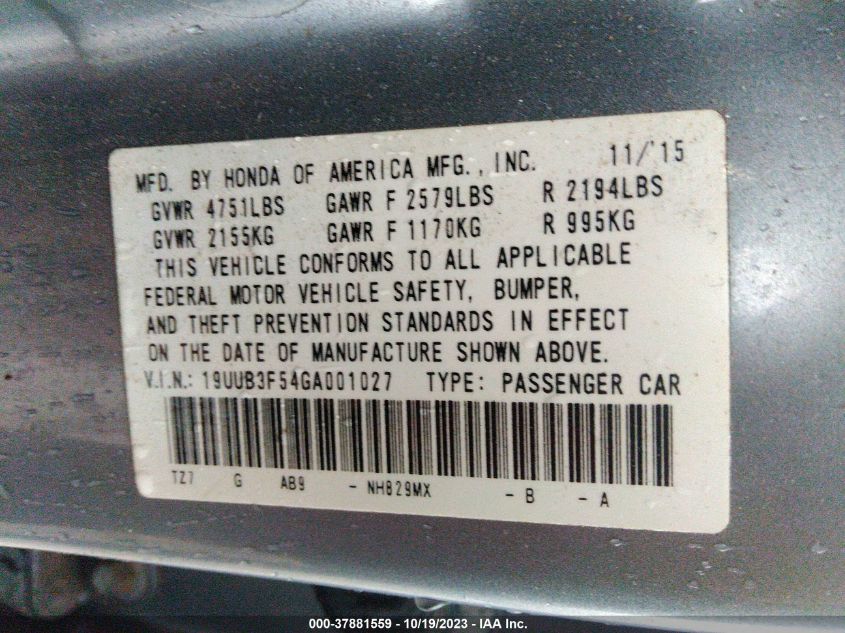 MFD. BY HONDA OF AMERICA MFG., INC. 11/'15
GVWR 4751LBS GAWR F 2579LBS R 2194LBS
GVWR 2155KG GAWR F 1170KG R 995KG
THIS VEHICLE CONFORMS TO ALL APPLICABLE
FEDERAL MOTOR VEHICLE SAFETY, BUMPER,
AND THEFT PREVENTION STANDARDS IN EFFECT
ON THE DATE OF MANUFACTURE SHOWN ABOVE.
V.I.N.: 19UUB3F54GA001027 TYPE: PASSENGER CAR
TZ7 G AB9 - NH829MX - B - A
000-37881559 - 10/19/2023 - IAA Inc.